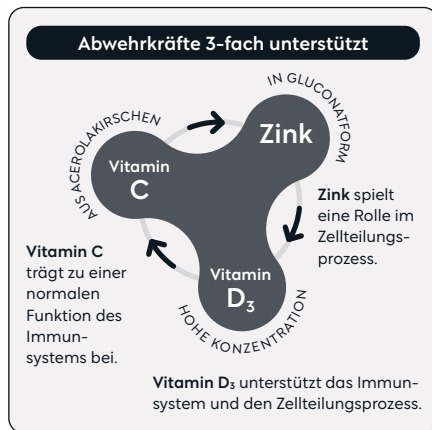 Abwehrkräfte 3-fach unterstützt
AUS ACEROLAKIRSCHEN
IN GLUCONATFORM
Zink
Vitamin
C
Zink spielt
eine Rolle im
Zellteilungs-
prozess.
Vitamin C
trägt zu einer
normalen
Funktion des
Immun-
systems bei.
Vitamin
D₃
HOHE KONZENTRATION
Vitamin D₃ unterstützt das Immun-
system und den Zellteilungsprozess.